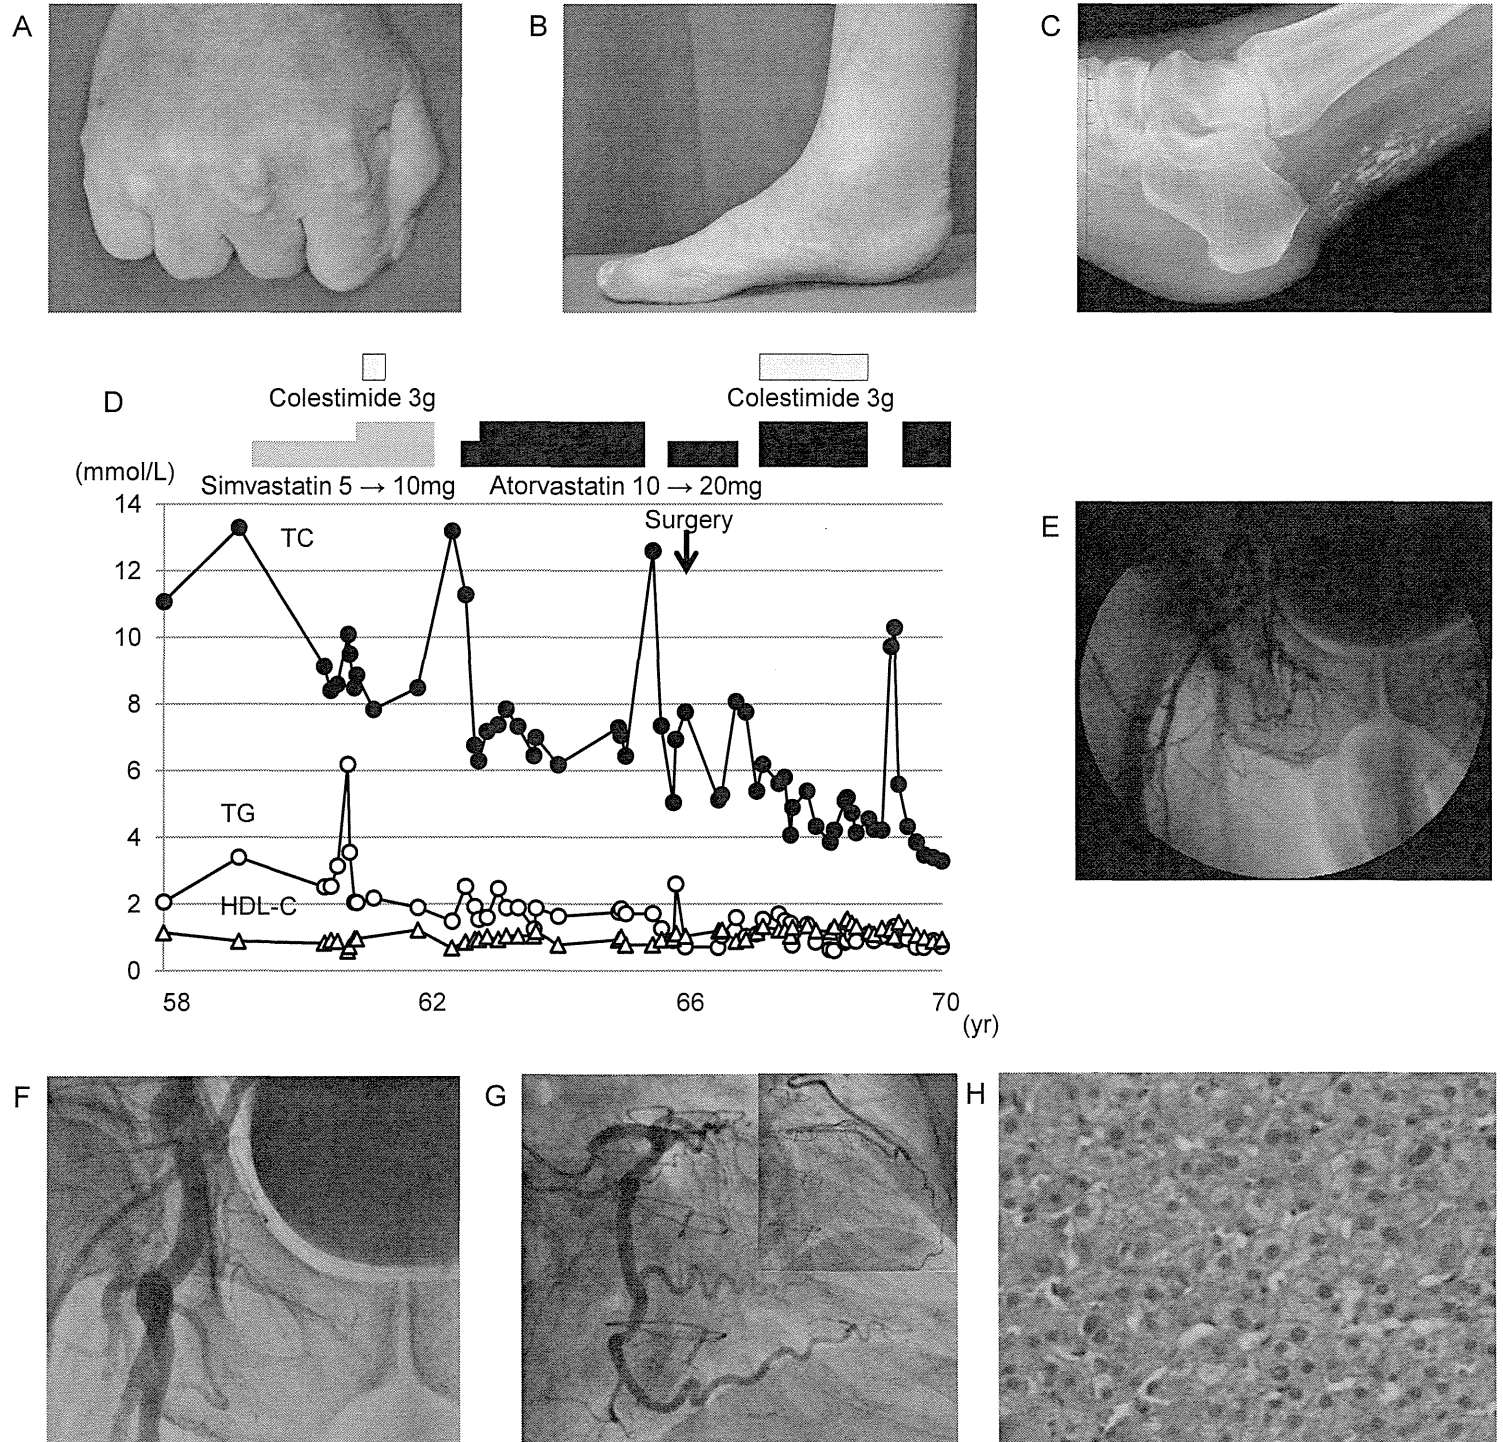 A
B
C
Colestimide 3g
Colestimide 3g
D
(mmol/L)
Simvastatin 5 → 10mg
Atorvastatin 10 → 20mg
14
Surgery
TC
E
12
10
8
6
TG
4
HDL-C
2
0
58
62
66
70
(yr)
F
G
H